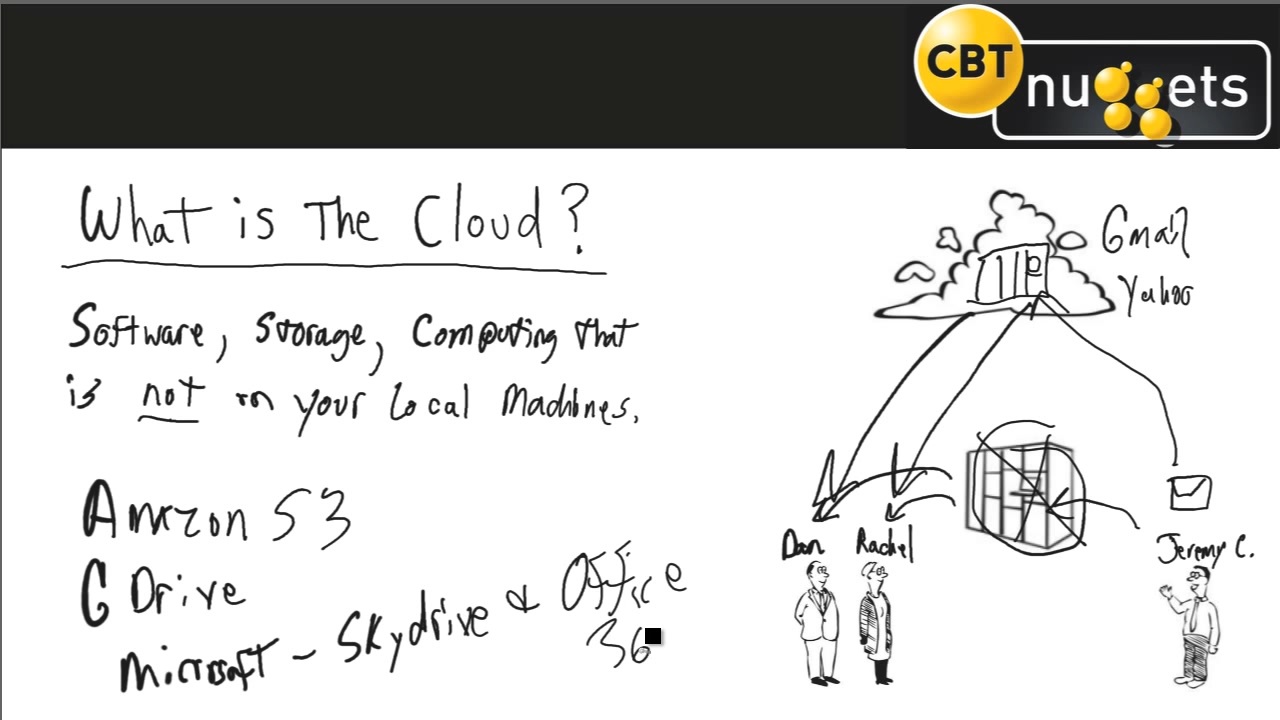 CBT nuggets
What is The Cloud?
Software, Storage, Computing that
is not on your Local Machines.
Amazon S3
G Drive
Microsoft - Skydrive & Office
36
Gmail
Yahoo
Dan Rachel
Jeremy C.